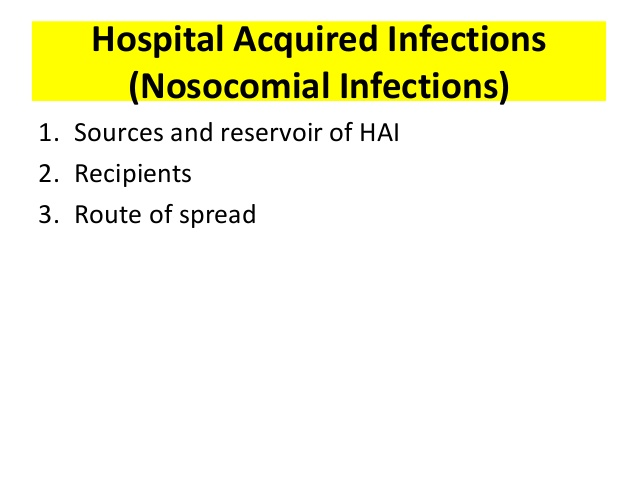 Hospital Acquired Infections
(Nosocomial Infections)
1. Sources and reservoir of HAI
2. Recipients
3. Route of spread